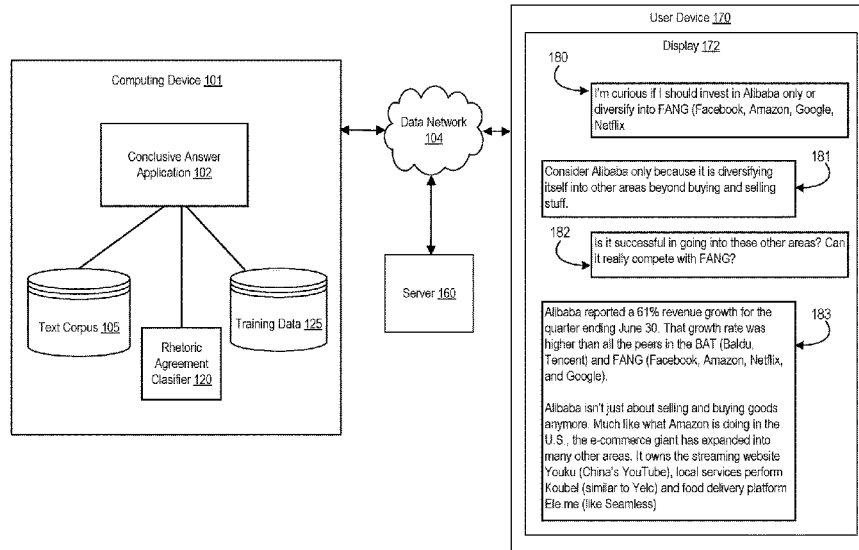 User Device 170
Display 172
Computing Device 101
Conclusive Answer
Application 102
Text Corpus 105
Rhetoric
Agreement
Clasifier 120
Training Data 125
Data Network
104
Server 160
180
I'm curious if I should invest in Alibaba only or
diversify into FANG (Facebook, Amazon, Google,
Netflix
Consider Alibaba only because it is diversifying
itself into other areas beyond buying and selling
stuff.
181
182
Is it successful in going into these other areas? Can
it really compete with FANG?
Alibaba reported a 61% revenue growth for the
quarter ending June 30. That growth rate was
higher than all the peers in the BAT (Baldu,
Tencent) and FANG (Facebook, Amazon, Netflix,
and Google).
183
Alibaba isn't just about selling and buying goods
anymore. Much like what Amazon is doing in the
U.S., the e-commerce giant has expanded into
many other areas. It owns the streaming website
Youku (China's YouTube), local services perform
Koubel (similar to Yelc) and food delivery platform
Ele.me (like Seamless)